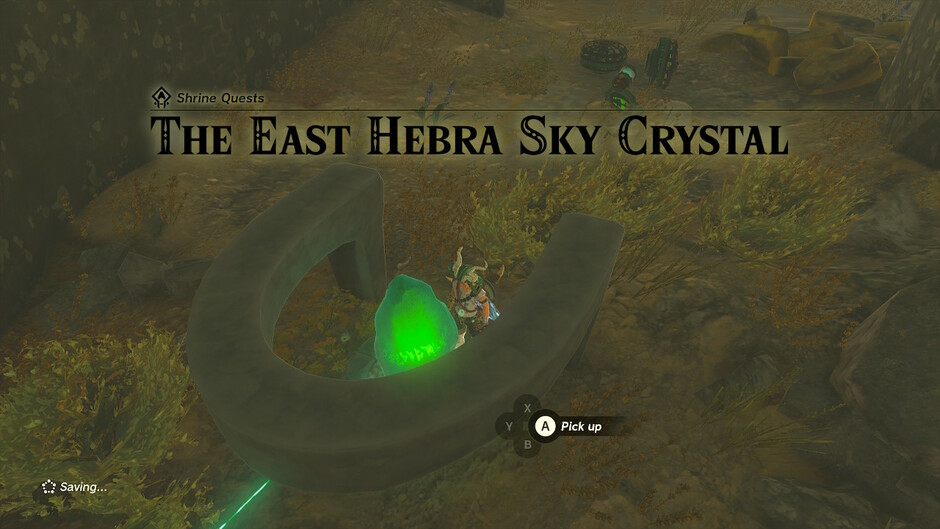 Shrine Quests
THE EAST HEBRA SKY CRYSTAL
X
Y
A Pick up
B
Saving...